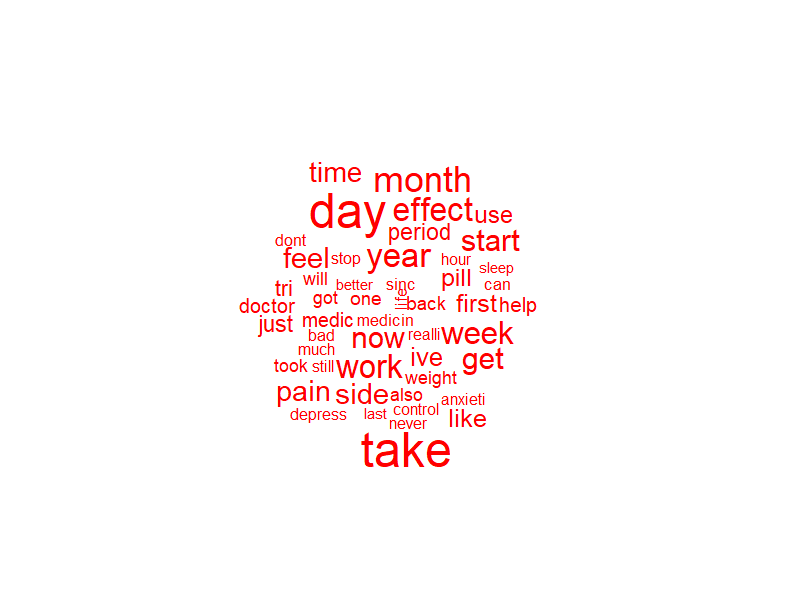 time month
day effect use
period start
dont
feel stop year hour
pill sleep
tri will better sinc can
doctor got one life back first help
just medic medicin
bad now realli week
much
took still work ive get
weight
pain side also anxieti
depress last control like
never
take